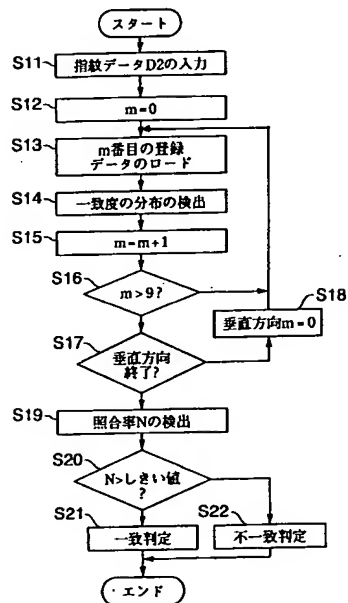 スタート
S11
指紋データD2の入力
S12
m=0
S13
m番目の登録
データのロード
S14
一致度の分布の検出
S15
m=m+1
S16
m>9?
S18
垂直方向m=0
S17
垂直方向
終了?
S19
照合率Nの検出
S20
N>しきい値
?
S21
一致判定
S22
不一致判定
エンド